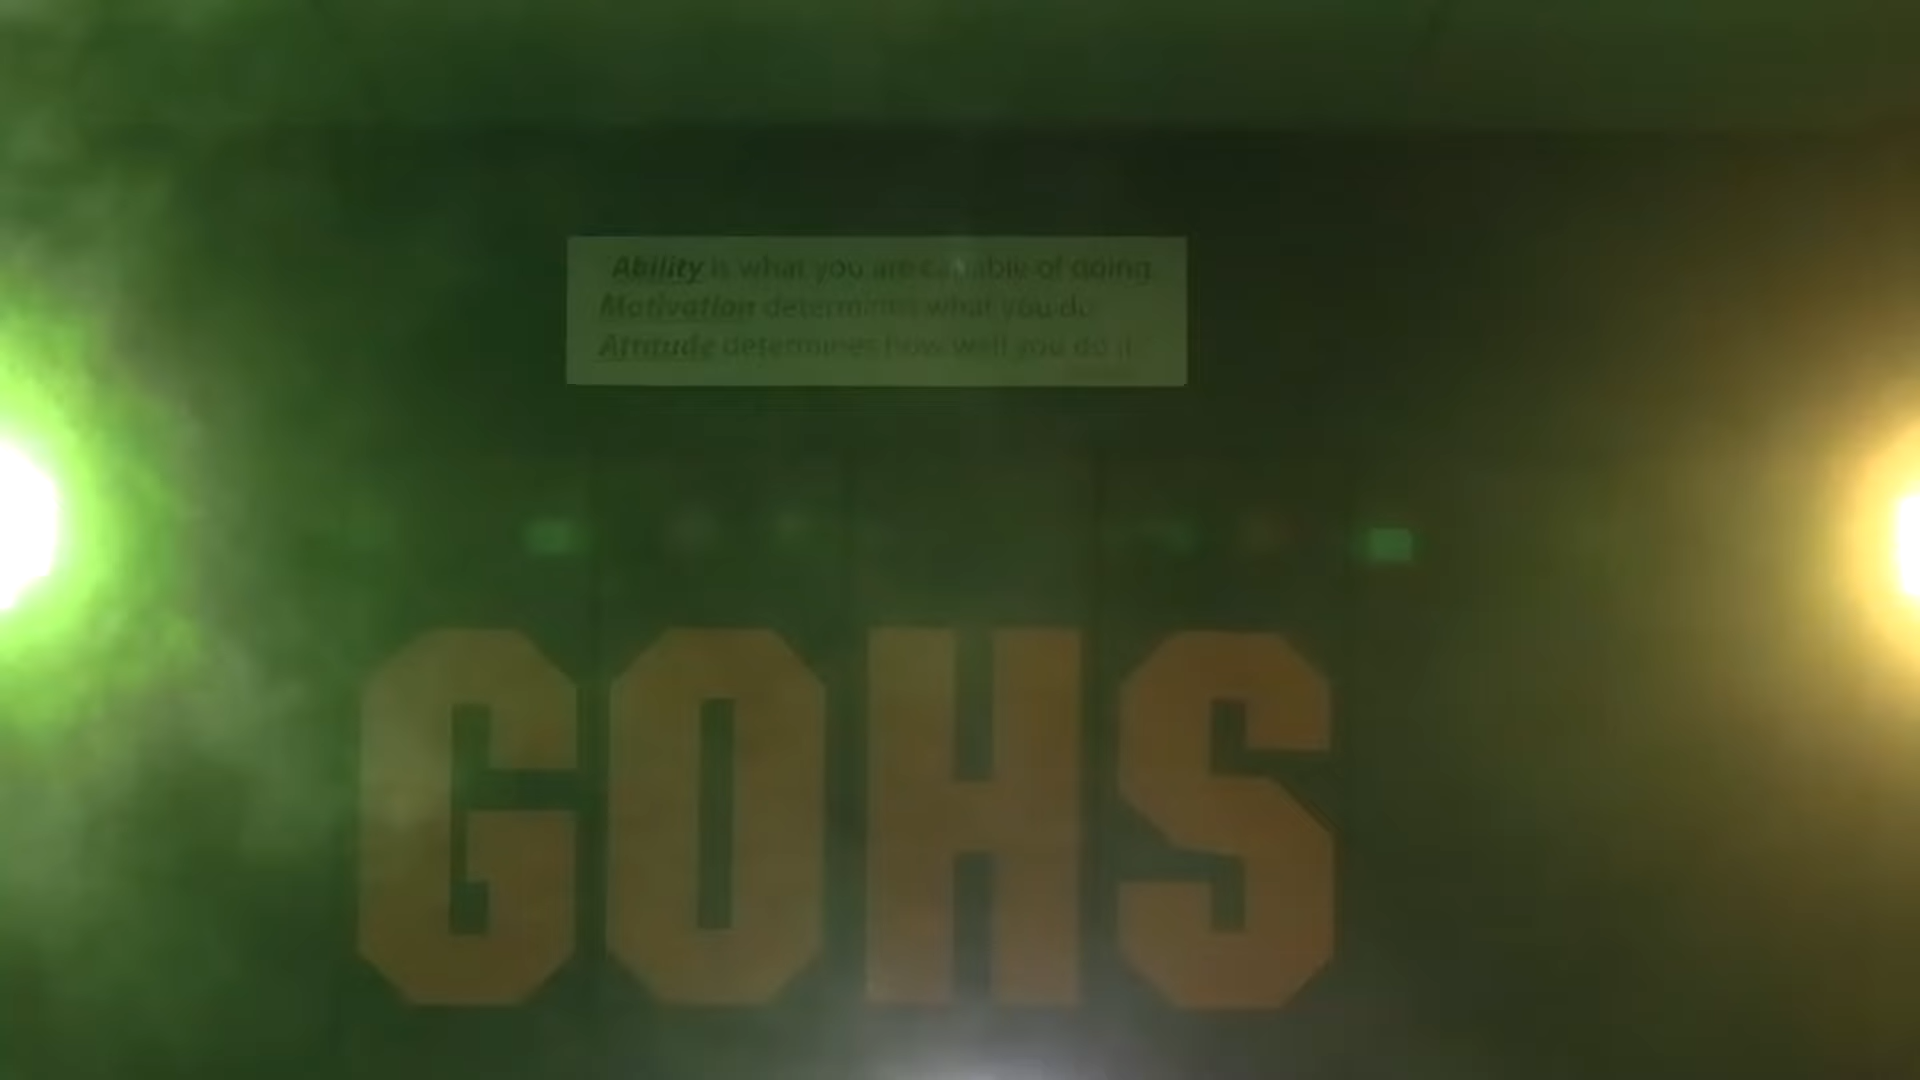 Ability is what you are capable of doing
Motivation determines what you do
Attitude determines how well you do it
GOHS